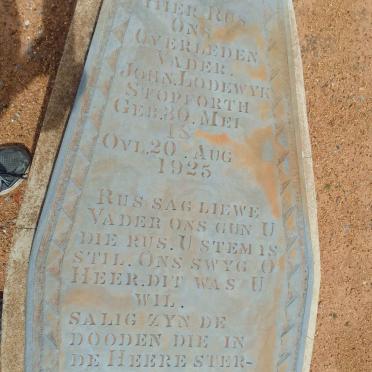 HIER RUS
ONS
OVERLEDEN
VADER.
JOHN.LODEWYK
STOPFORTH
GEB.30.MEI
18
OVL.20.AUG
1925
RUS SAG LIEWE
VADER ONS GUN U
DIE RUS.U STEM IS
STIL.ONS SWYG O
HEER.DIT WAS U
WIL.
SALIG ZYN DE
DOODEN DIE IN
DE HEERE STER-